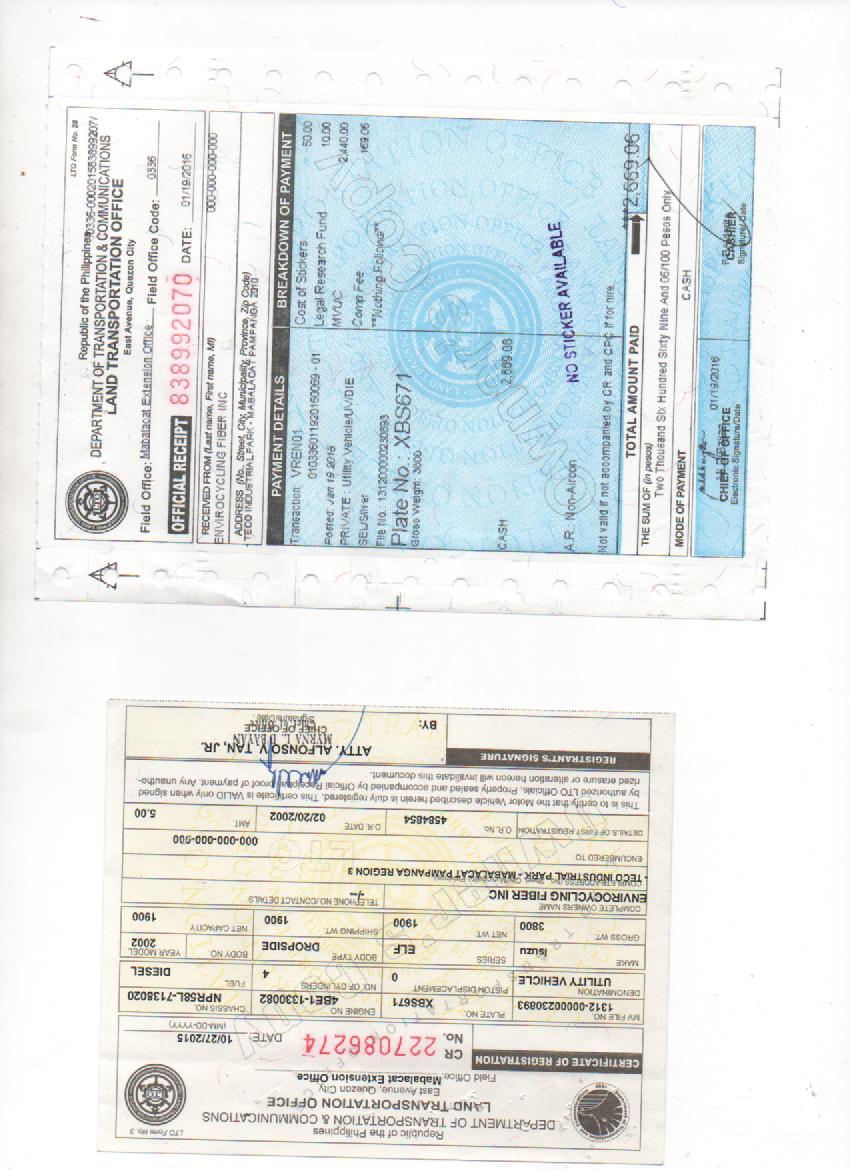 LTO Form No. 28
Republic of the Philippines
0336-000201583899207/
DEPARTMENT OF TRANSPORTATION & COMMUNICATIONS
LAND TRANSPORTATION OFFICE
East Avenue, Quezon City
Field Office: Mabalacat Extension Office Field Office Code: 0336
OFFICIAL RECEIPT 838992070 DATE: 01/19/2016
RECEIVED FROM (Last name, First name, MI)
ENVIROCYCLING FIBER INC 000-000-000-000
ADDRESS (No. Street, City, Municipality, Province, Zip Code)
TECO INDUSTRIAL PARK - MABALACAT PAMPANGA 2010
PAYMENT DETAILS BREAKDOWN OF PAYMENT
Transaction: VREN01 Cost of Stickers 50.00
010336011920160069 - 01 Legal Research Fund 10.00
Posted: Jan 19 2016 MVUC 2,440.00
PRIVATE : Utility Vehicle/UV/DIE Comp Fee 169.06
SEL/Silver **Nothing Follows**
File No. 131200000230893
Plate No. XBS671
Gross Weight: 3800
CASH 2,669.06
A.R.: Non-Aircon
NO STICKER AVAILABLE
Not valid if not accompanied by CR and CPC if for hire
TOTAL AMOUNT PAID ***2,669.06
THE SUM OF (in pesos)
Two Thousand Six Hundred Sixty Nine And 06/100 Pesos Only
MODE OF PAYMENT CASH
01/19/2016
CHIEF OF OFFICE
Electronic Signature/Date
CASHIER
Signature/Date
OWNER'S Copy
LTO Form No. 3
Republic of the Philippines
DEPARTMENT OF TRANSPORTATION & COMMUNICATIONS
LAND TRANSPORTATION OFFICE
East Avenue, Quezon City
Field Office: Mabalacat Extension Office
CERTIFICATE OF REGISTRATION CR No. 227086274 DATE: 10/27/2015
(MM-DD-YYYY)
MV FILE NO. PLATE NO. ENGINE NO. CHASSIS NO.
1312-00000230893 XBS671 4BE1-1330082 NPR58L-7138020
DENOMINATION PISTON DISPLACEMENT NO. OF CYLINDERS FUEL
UTILITY VEHICLE 0 4 DIESEL
MAKE SERIES BODY TYPE BODY NO. YEAR MODEL
Isuzu ELF DROPSIDE 2002
GROSS WT. NET WT. SHIPPING WT. NET CAPACITY
3800 1900 1900 1900
COMPLETE OWNERS NAME TELEPHONE NO./CONTACT DETAILS
ENVIROCYCLING FIBER INC -/--
COMPLETE ADDRESS
- TECO INDUSTRIAL PARK - MABALACAT PAMPANGA REGION 3
ENCUMBERED TO
000-000-000-000
DETAILS OF FIRST REGISTRATION O.R. No. O.R. DATE AMT.
4584854 02/20/2002 5.00
This is to certify that the Motor Vehicle described herein is duly registered. This certificate is VALID only when signed
by authorized LTO Officials, Properly sealed and accompanied by Official Receipt as proof of payment. Any unautho-
rized erasure or alteration hereon will invalidate this document.
REGISTRANT'S SIGNATURE
ATTY. ALFONSO V. TAN, JR.
BY:
CHIEF OF OFFICE
Signature/Date